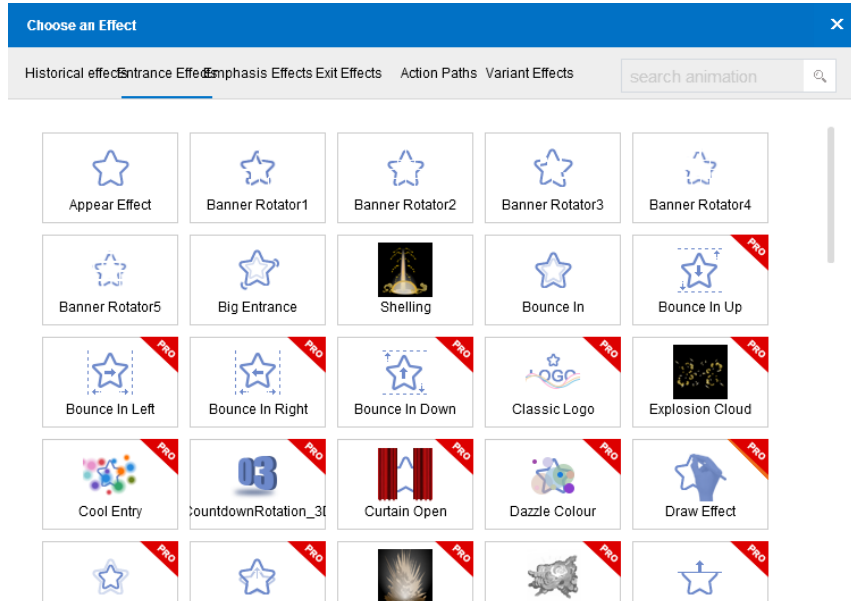 Choose an Effect
Historical effects Entrance Effects Emphasis Effects Exit Effects Action Paths Variant Effects search animation
Appear Effect Banner Rotator1 Banner Rotator2 Banner Rotator3 Banner Rotator4
PRO
Banner Rotator5 Big Entrance Shelling Bounce In Bounce In Up
PRO PRO PRO PRO PRO
LOGO
Bounce In Left Bounce In Right Bounce In Down Classic Logo Explosion Cloud
PRO PRO PRO PRO PRO
03
Cool Entry CountdownRotation_3D Curtain Open Dazzle Colour Draw Effect
PRO PRO PRO PRO PRO